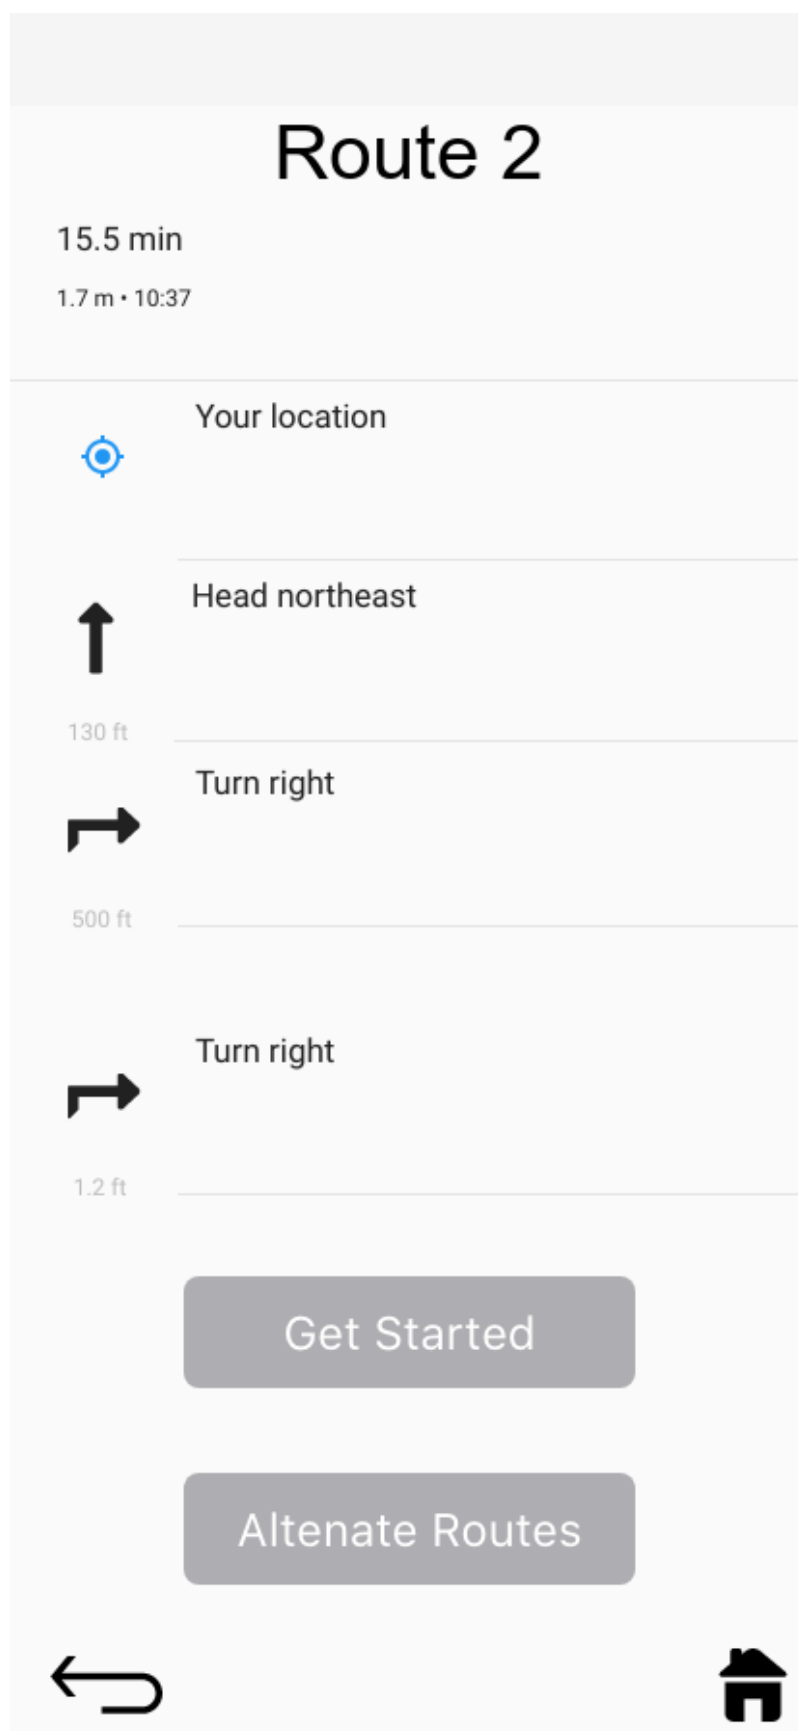 Route 2
15.5 min
1.7 m • 10:37
Your location
Head northeast
130 ft
Turn right
500 ft
Turn right
1.2 ft
Get Started
Altenate Routes